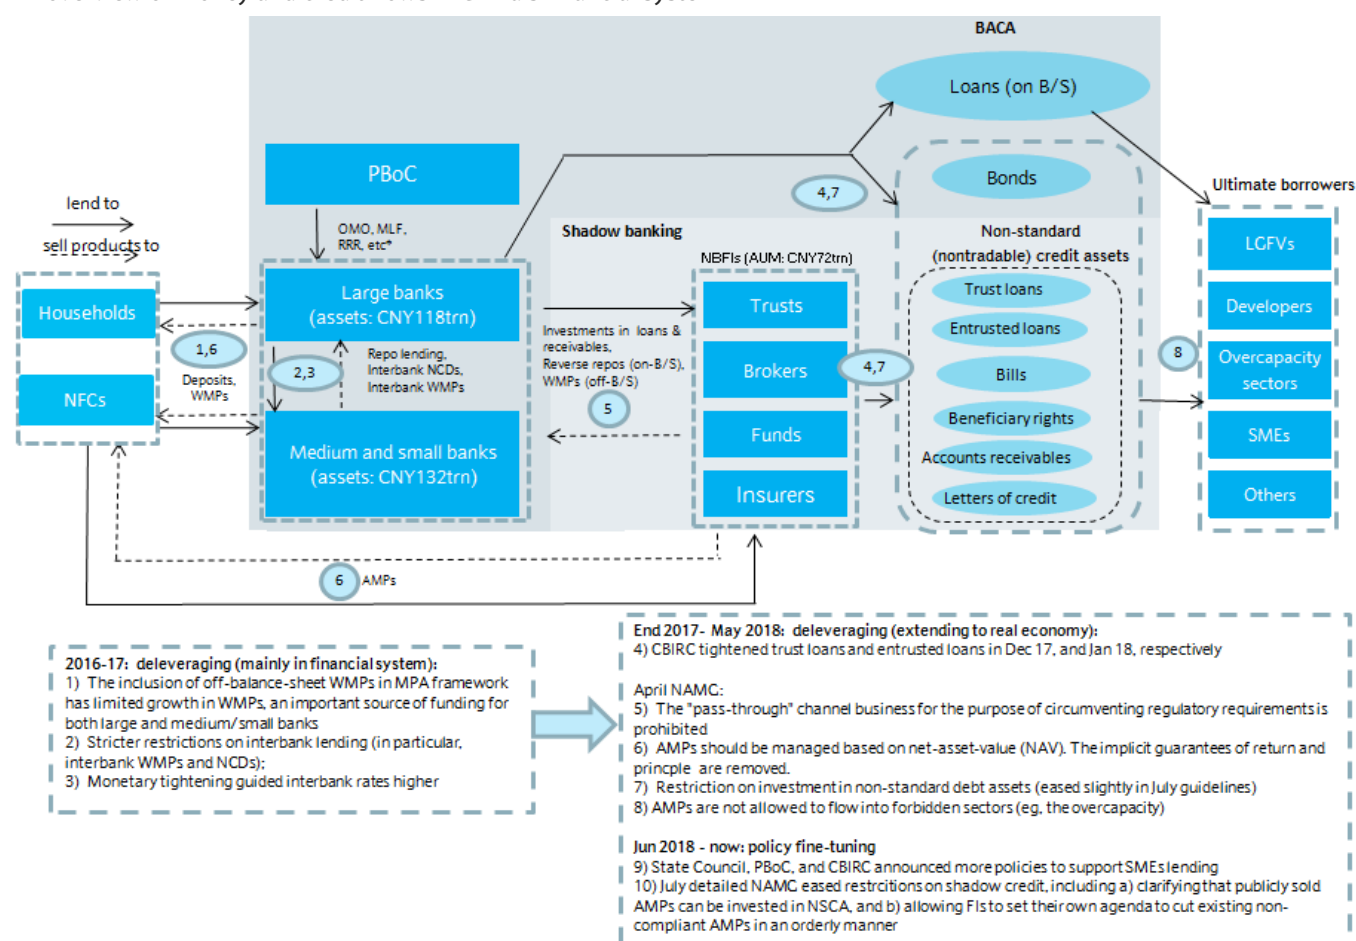 BACA
Loans (on B/S)
PBoC
Bonds
4,7
Ultimate borrowers
lend to
sell products to
OMO, MLF,
RRR, etc*
Shadow banking
NBFIs (AUM: CNY72trn)
Non-standard
(nontradable) credit assets
LGFVs
Households
Large banks
(assets: CNY118trn)
Trusts
Trust loans
Developers
Investments in loans &
receivables,
Reverse repos (on-B/S),
WMPs (off-B/S)
Entrusted loans
1,6
Deposits,
WMPs
2,3
Repo lending,
Interbank NCDs,
Interbank WMPs
5
Brokers
4,7
Bills
8
Overcapacity
sectors
NFCs
Funds
Beneficiary rights
SMEs
Medium and small banks
(assets: CNY132trn)
Accounts receivables
Insurers
Letters of credit
Others
6
AMPs
2016-17: deleveraging (mainly in financial system):
1) The inclusion of off-balance-sheet WMPs in MPA framework
has limited growth in WMPs, an important source of funding for
both large and medium/small banks
2) Stricter restrictions on interbank lending (in particular,
interbank WMPs and NCDs);
3) Monetary tightening guided interbank rates higher
End 2017- May 2018: deleveraging (extending to real economy):
4) CBIRC tightened trust loans and entrusted loans in Dec 17, and Jan 18, respectively
April NAMG:
5) The "pass-through" channel business for the purpose of circumventing regulatory requirements is
prohibited
6) AMPs should be managed based on net-asset-value (NAV). The implicit guarantees of return and
princple are removed.
7) Restriction on investment in non-standard debt assets (eased slightly in July guidelines)
8) AMPs are not allowed to flow into forbidden sectors (eg, the overcapacity)
Jun 2018 - now: policy fine-tuning
9) State Council, PBoC, and CBIRC announced more policies to support SMEs lending
10) July detailed NAMG eased restrcitions on shadow credit, including a) clarifying that publicly sold
AMPs can be invested in NSCA, and b) allowing FIs to set their own agenda to cut existing non-
compliant AMPs in an orderly manner